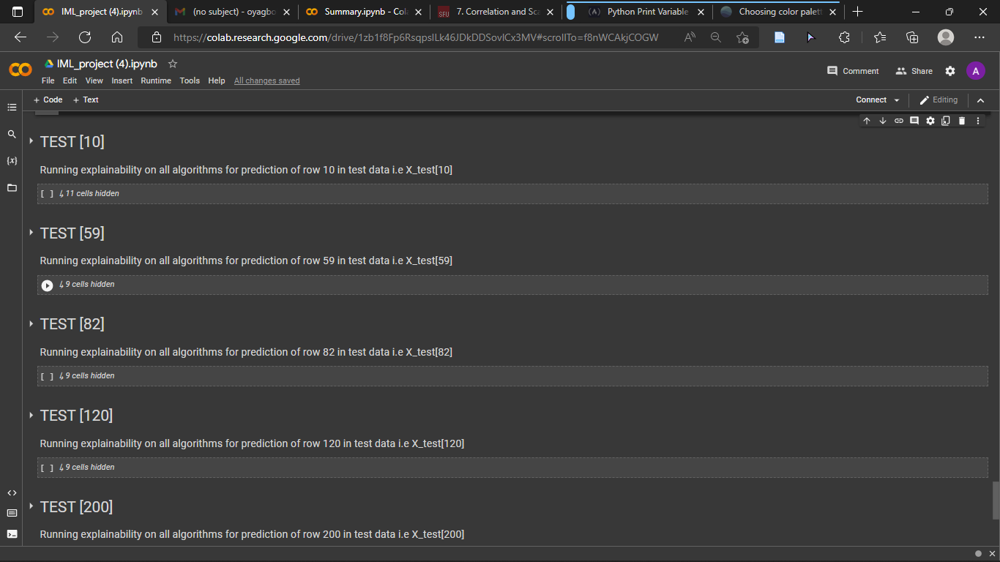 IML_project (4).ipynb
(no subject) - oyagbo
Summary.ipynb - Cola
SFU
7. Correlation and Sca
Python Print Variable
Choosing color palett
https://colab.research.google.com/drive/1zb1f8Fp6RsqpslLk46JDkDDSovlCx3MV#scrollTo=f8nWCAkjCOGW
IML_project (4).ipynb
Comment
Share
A
File Edit View Insert Runtime Tools Help All changes saved
+ Code + Text
Connect
Editing
TEST [10]
Running explainability on all algorithms for prediction of row 10 in test data i.e X_test[10]
[ ] ↳ 11 cells hidden
TEST [59]
Running explainability on all algorithms for prediction of row 59 in test data i.e X_test[59]
↳ 9 cells hidden
TEST [82]
Running explainability on all algorithms for prediction of row 82 in test data i.e X_test[82]
[ ] ↳ 9 cells hidden
TEST [120]
Running explainability on all algorithms for prediction of row 120 in test data i.e X_test[120]
[ ] ↳ 9 cells hidden
TEST [200]
Running explainability on all algorithms for prediction of row 200 in test data i.e X_test[200]